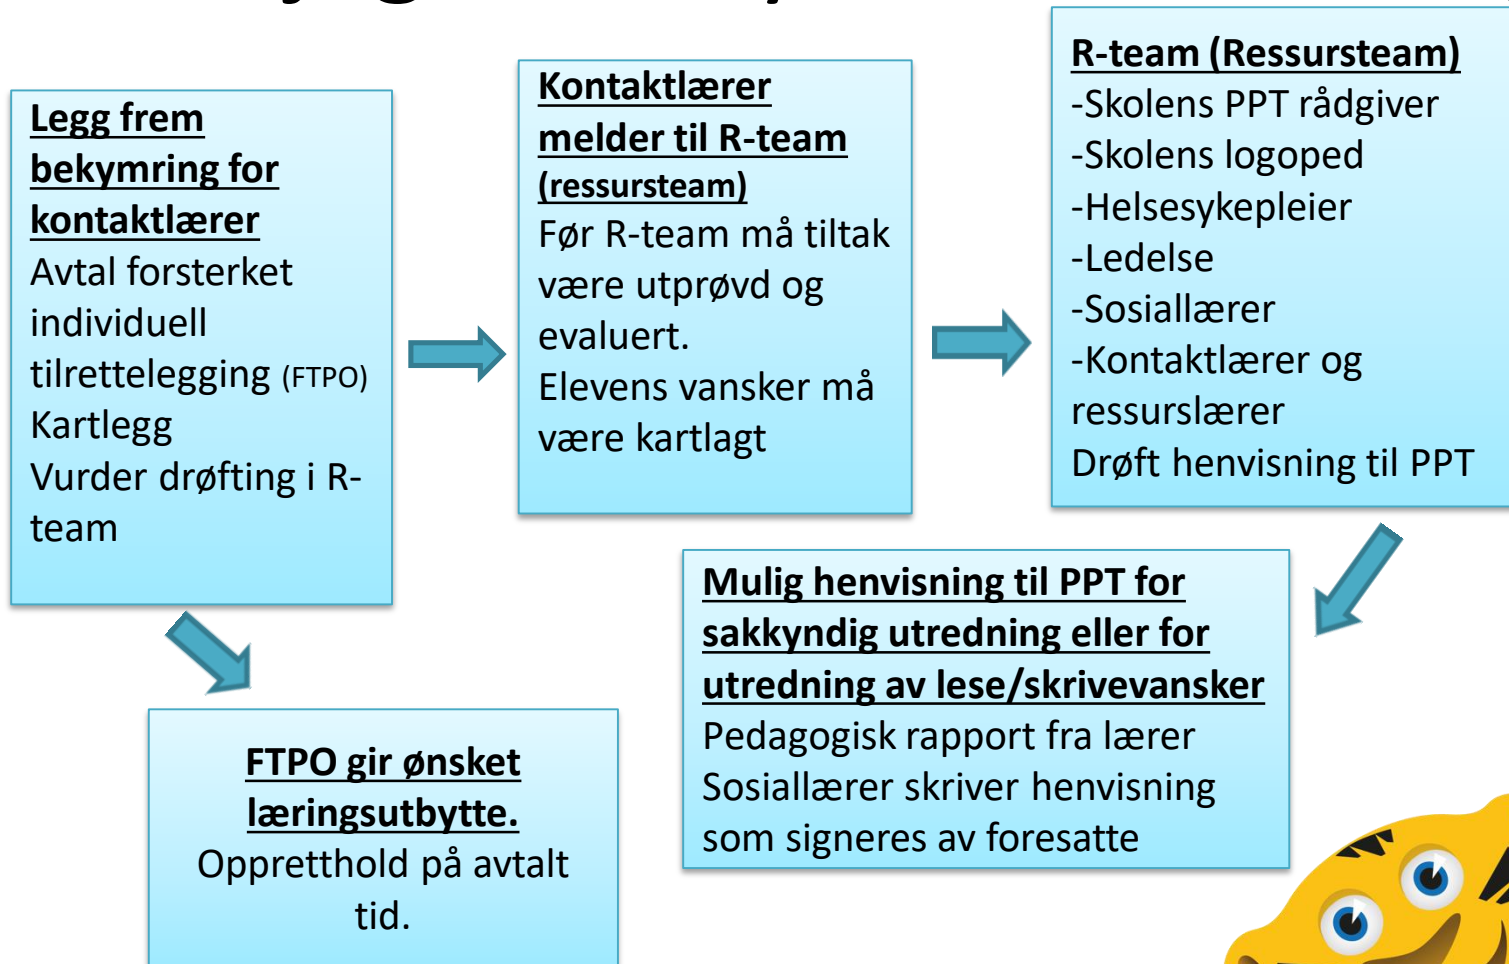 Legg frem
bekymring for
kontaktlærer
Avtal forsterket
individuell
tilrettelegging (FTPO)
Kartlegg
Vurder drøfting i R-
team
Kontaktlærer
melder til R-team
(ressursteam)
Før R-team må tiltak
være utprøvd og
evaluert.
Elevens vansker må
være kartlagt
R-team (Ressursteam)
-Skolens PPT rådgiver
-Skolens logoped
-Helsesykepleier
-Ledelse
-Sosiallærer
-Kontaktlærer og
ressurslærer
Drøft henvisning til PPT
Mulig henvisning til PPT for
sakkyndig utredning eller for
utredning av lese/skrivevansker
Pedagogisk rapport fra lærer
Sosiallærer skriver henvisning
som signeres av foresatte
FTPO gir ønsket
læringsutbytte.
Oppretthold på avtalt
tid.